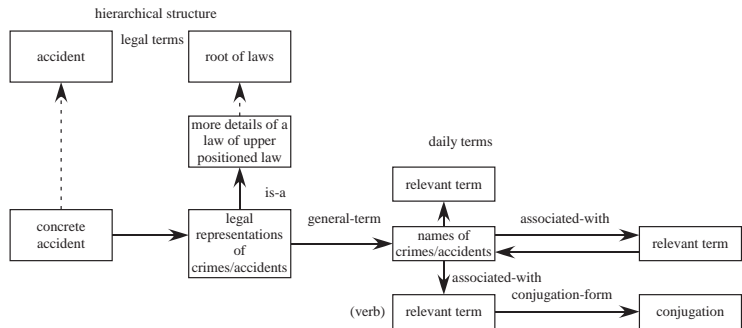 hierarchical structure
legal terms
accident
root of laws
more details of a
law of upper
positioned law
daily terms
relevant term
is-a
concrete
accident
legal
representations
of
crimes/accidents
general-term
names of
crimes/accidents
associated-with
relevant term
associated-with
(verb)
relevant term
conjugation-form
conjugation